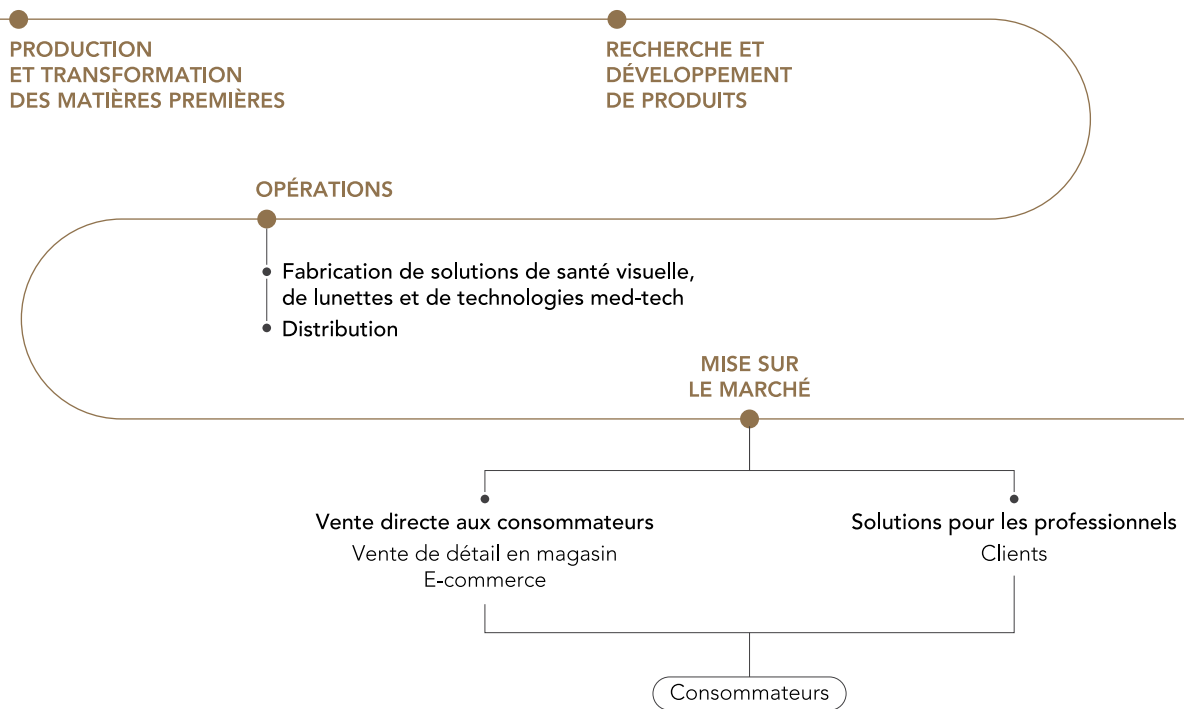 PRODUCTION
ET TRANSFORMATION
DES MATIÈRES PREMIÈRES
RECHERCHE ET
DÉVELOPPEMENT
DE PRODUITS
OPÉRATIONS
Fabrication de solutions de santé visuelle,
de lunettes et de technologies med-tech
Distribution
MISE SUR
LE MARCHÉ
Vente directe aux consommateurs
Vente de détail en magasin
E-commerce
Solutions pour les professionnels
Clients
Consommateurs